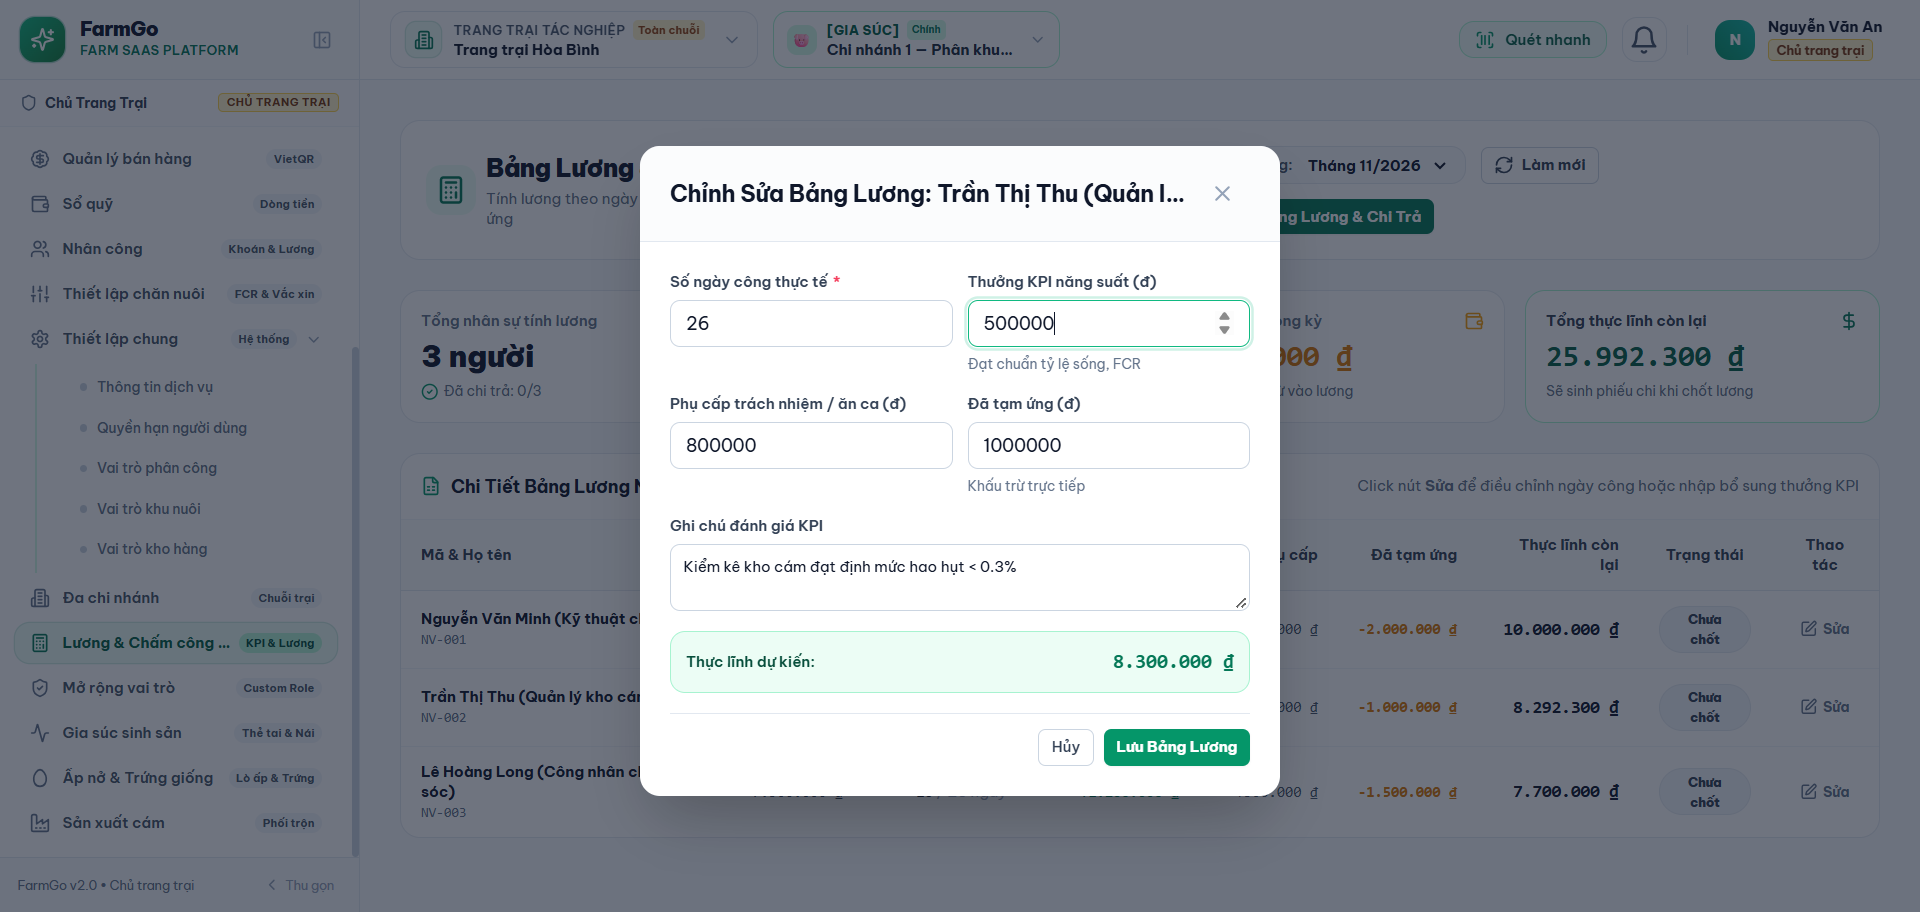 FarmGo
FARM SAAS PLATFORM
TRANG TRẠI TÁC NGHIỆP
Toàn chuỗi
Trang trại Hòa Bình
[GIA SÚC]
Chính
Chi nhánh 1 — Phân khu...
Quét nhanh
N
Nguyễn Văn An
Chủ trang trại
Chủ Trang Trại
CHỦ TRANG TRẠI
Quản lý bán hàng
VietQR
Sổ quỹ
Dòng tiền
Nhân công
Khoán & Lương
Thiết lập chăn nuôi
FCR & Vắc xin
Thiết lập chung
Hệ thống
Thông tin dịch vụ
Quyền hạn người dùng
Vai trò phân công
Vai trò khu nuôi
Vai trò kho hàng
Đa chi nhánh
Chuỗi trại
Lương & Chấm công ...
KPI & Lương
Mở rộng vai trò
Custom Role
Gia súc sinh sản
Thẻ tai & Nái
Ấp nở & Trứng giống
Lò ấp & Trứng
Sản xuất cám
Phối trộn
FarmGo v2.0 • Chủ trang trại
Thu gọn
Bảng Lương
Tính lương theo ngày
ứng
Tháng 11/2026
Làm mới
Lương & Chi Trả
Tổng nhân sự tính lương
3 người
Đã chi trả: 0/3
kỳ
đ
vào lương
Tổng thực lĩnh còn lại
25.992.300 đ
Sẽ sinh phiếu chi khi chốt lương
Chi Tiết Bảng Lương
Click nút Sửa để điều chỉnh ngày công hoặc nhập bổ sung thưởng KPI
Mã & Họ tên
cấp
Đã tạm ứng
Thực lĩnh còn lại
Trạng thái
Thao tác
Nguyễn Văn Minh (Kỹ thuật
NV-001
-2.000.000 đ
10.000.000 đ
Chưa chốt
Sửa
Trần Thị Thu (Quản lý kho
NV-002
-1.000.000 đ
8.292.300 đ
Chưa chốt
Sửa
Lê Hoàng Long (Công nhân
sóc)
NV-003
-1.500.000 đ
7.700.000 đ
Chưa chốt
Sửa
Chỉnh Sửa Bảng Lương: Trần Thị Thu (Quản l...
Số ngày công thực tế *
26
Thưởng KPI năng suất (đ)
500000
Đạt chuẩn tỷ lệ sống, FCR
Phụ cấp trách nhiệm / ăn ca (đ)
800000
Đã tạm ứng (đ)
1000000
Khấu trừ trực tiếp
Ghi chú đánh giá KPI
Kiểm kê kho cám đạt định mức hao hụt < 0.3%
Thực lĩnh dự kiến:
8.300.000 đ
Hủy
Lưu Bảng Lương